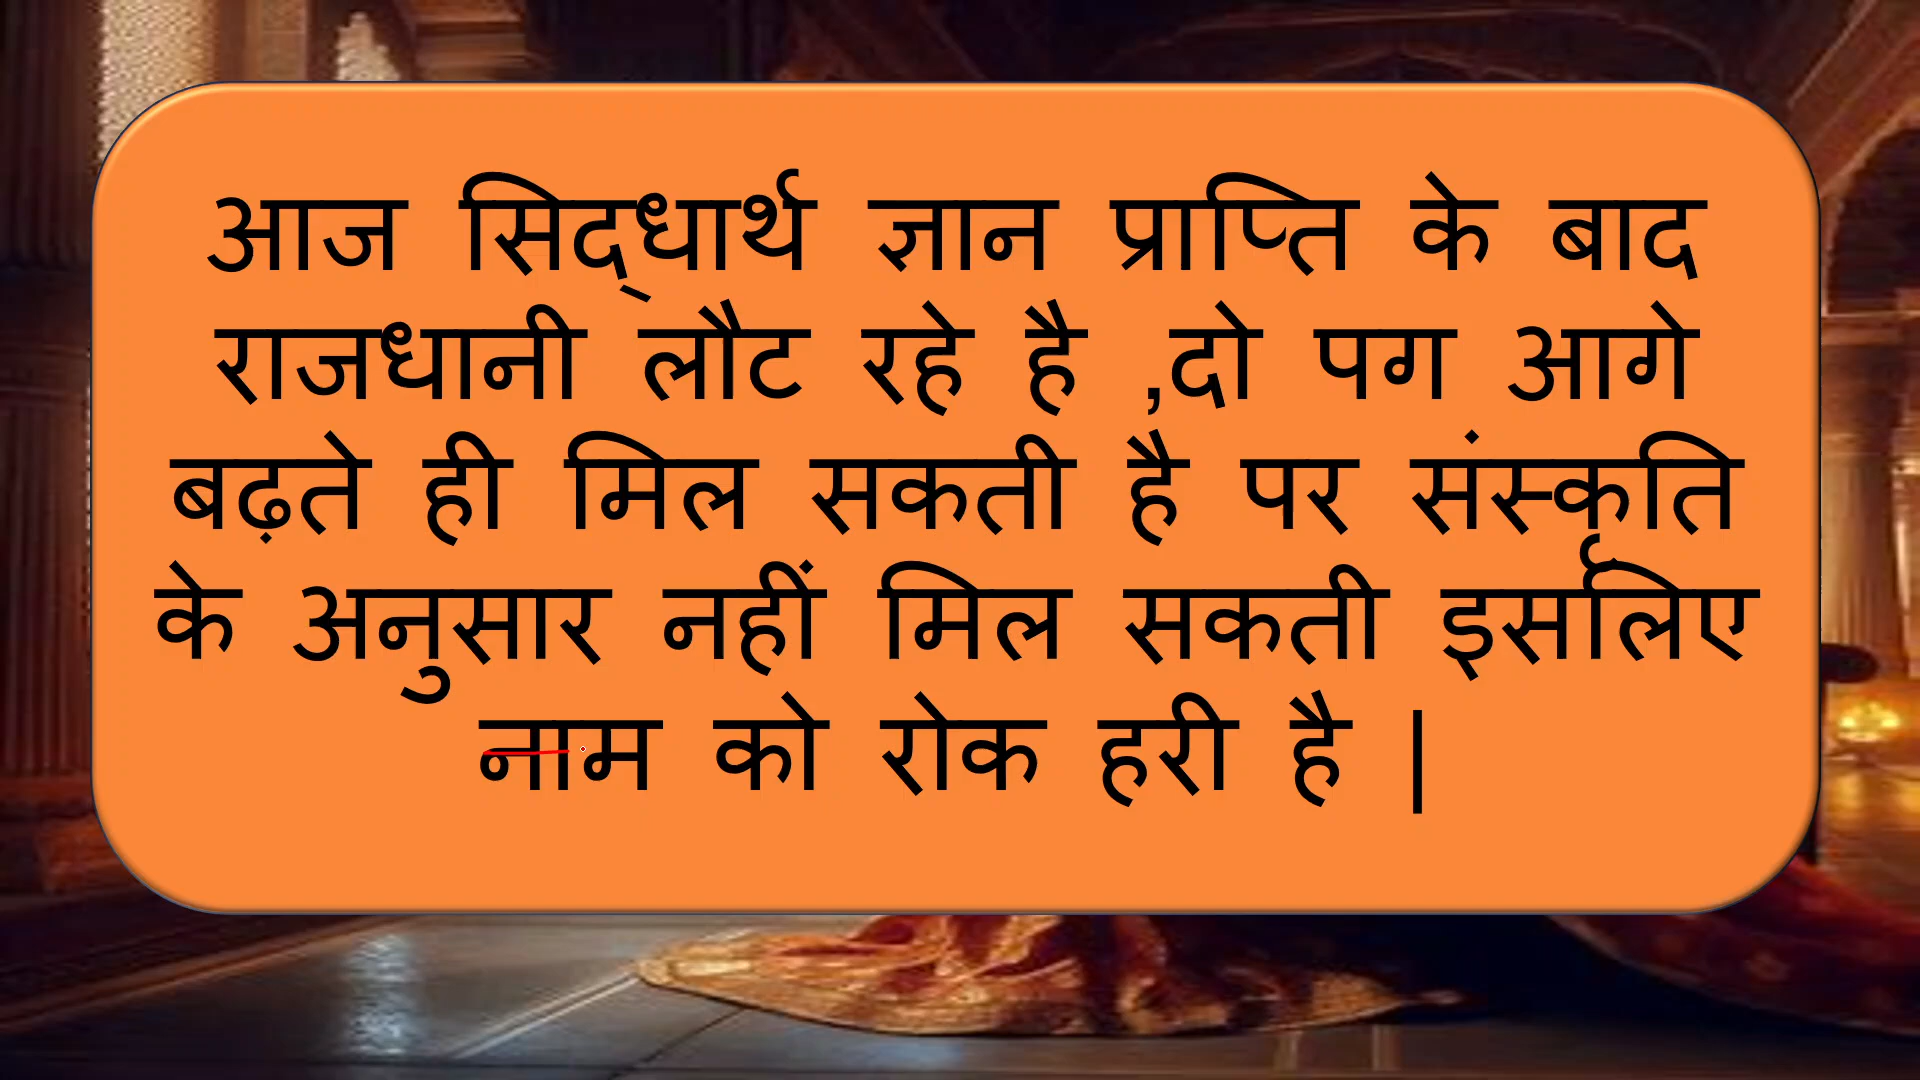 आज सिद्धार्थ ज्ञान प्राप्ति के बाद
राजधानी लौट रहे है ,दो पग आगे
बढ़ते ही मिल सकती है पर संस्कृति
के अनुसार नहीं मिल सकती इसलिए
नाम को रोक हरी है |